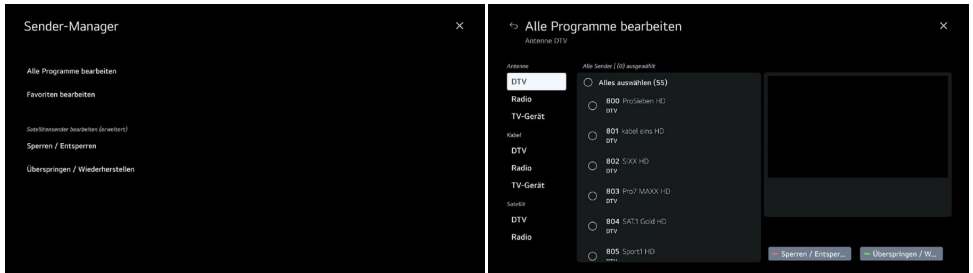 Sender-Manager
Alle Programme bearbeiten
Favoriten bearbeiten
Satellitensender bearbeiten (erweitert)
Sperren / Entsperren
Überspringen / Wiederherstellen
Alle Programme bearbeiten
Antenne DTV
Antenne
DTV
Radio
TV-Gerät
Kabel
DTV
Radio
TV-Gerät
Satellit
DTV
Radio
Alle Sender | (0) ausgewählt
Alles auswählen (55)
800 ProSieben HD
DTV
801 kabel eins HD
DTV
802 SIXX HD
DTV
803 Pro7 MAXX HD
DTV
804 SAT.1 Gold HD
DTV
805 Sport1 HD
DTV
Sperren / Entsper...
Überspringen / W...